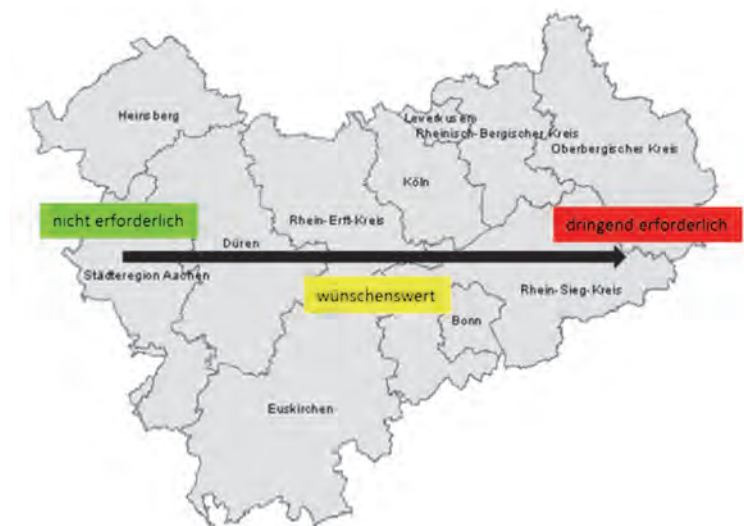 Heinsberg
Leverkusen
Rheinisch-Bergischer Kreis
Oberbergischer Kreis
Köln
nicht erforderlich
Rhein-Erft-Kreis
dringend erforderlich
Düren
Städteregion Aachen
wünschenswert
Rhein-Sieg-Kreis
Bonn
Euskirchen